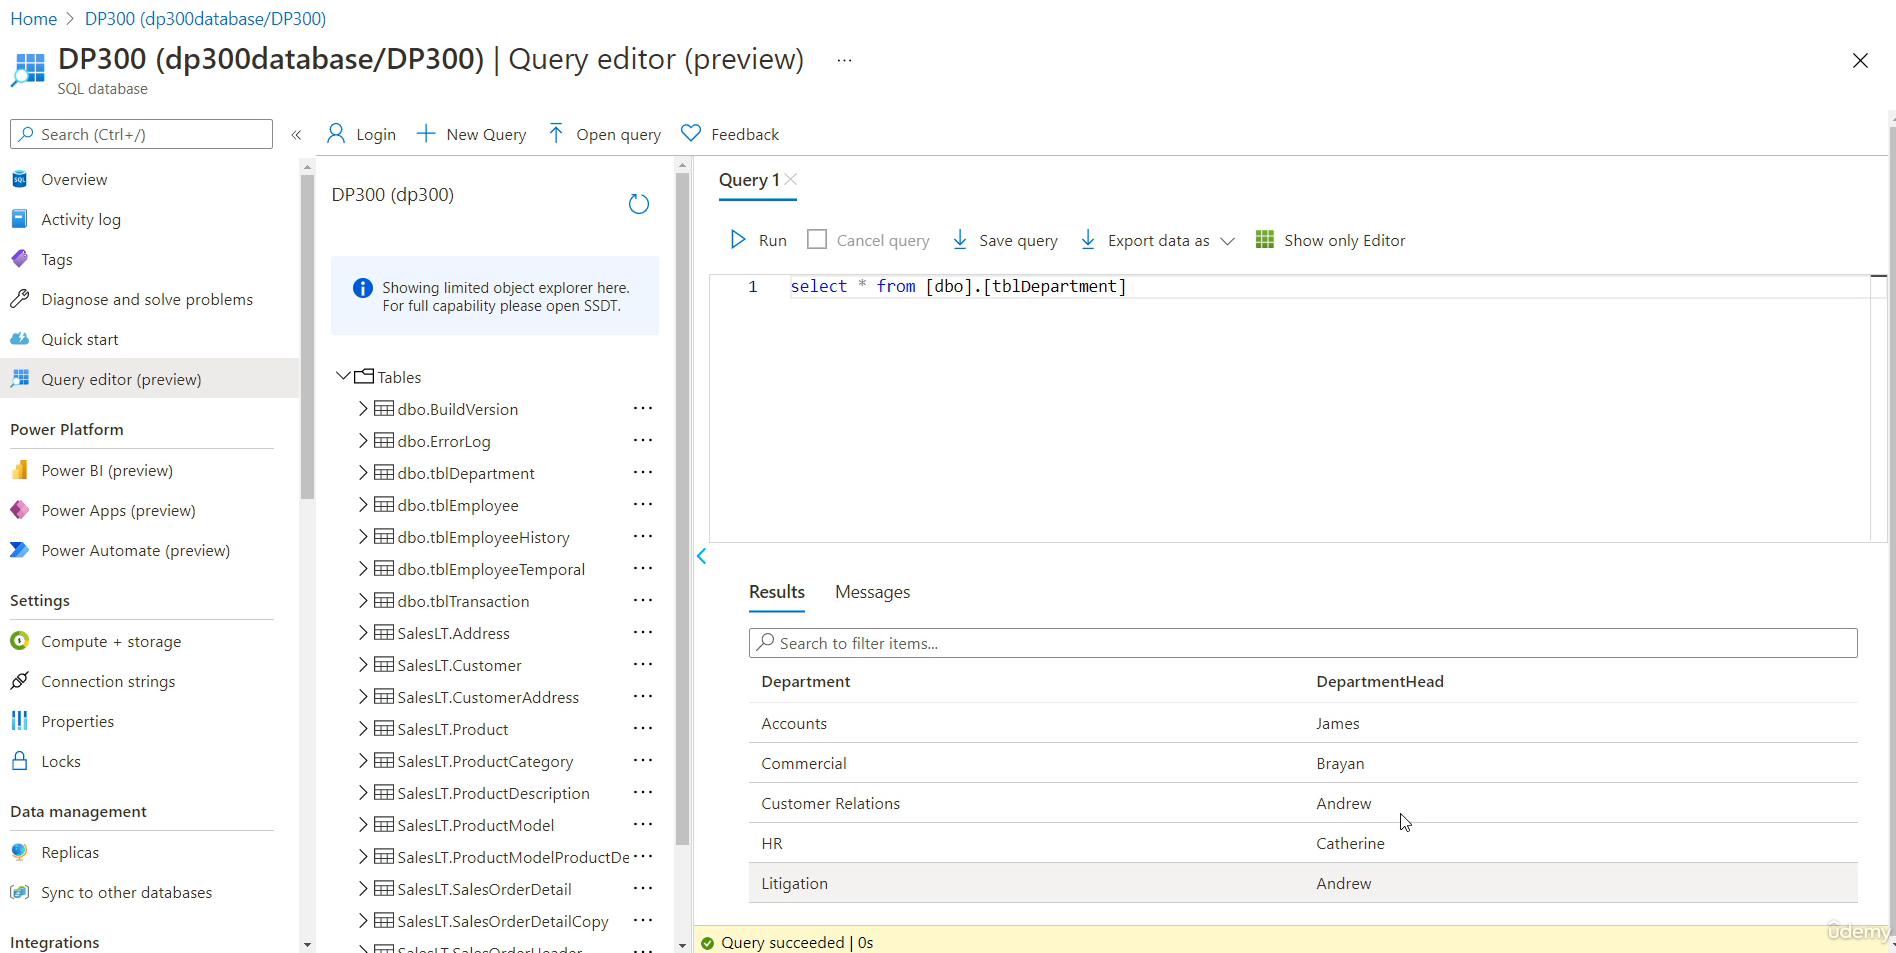 Home > DP300 (dp300database/DP300)
DP300 (dp300database/DP300) | Query editor (preview) ...
SQL database
Search (Ctrl+/)
«
Login
New Query
Open query
Feedback
Overview
Activity log
Tags
Diagnose and solve problems
Quick start
Query editor (preview)
Power Platform
Power BI (preview)
Power Apps (preview)
Power Automate (preview)
Settings
Compute + storage
Connection strings
Properties
Locks
Data management
Replicas
Sync to other databases
Integrations
DP300 (dp300)
Showing limited object explorer here.
For full capability please open SSDT.
Tables
dbo.BuildVersion ...
dbo.ErrorLog ...
dbo.tblDepartment ...
dbo.tblEmployee ...
dbo.tblEmployeeHistory ...
dbo.tblEmployeeTemporal ...
dbo.tblTransaction ...
SalesLT.Address ...
SalesLT.Customer ...
SalesLT.CustomerAddress ...
SalesLT.Product ...
SalesLT.ProductCategory ...
SalesLT.ProductDescription ...
SalesLT.ProductModel ...
SalesLT.ProductModelProductDe ...
SalesLT.SalesOrderDetail ...
SalesLT.SalesOrderDetailCopy ...
SalesLT.SalesOrderHeader ...
Query 1
Run
Cancel query
Save query
Export data as
Show only Editor
1 select * from [dbo].[tblDepartment]
Results Messages
Search to filter items...
Department DepartmentHead
Accounts James
Commercial Brayan
Customer Relations Andrew
HR Catherine
Litigation Andrew
Query succeeded | 0s
ûdemy